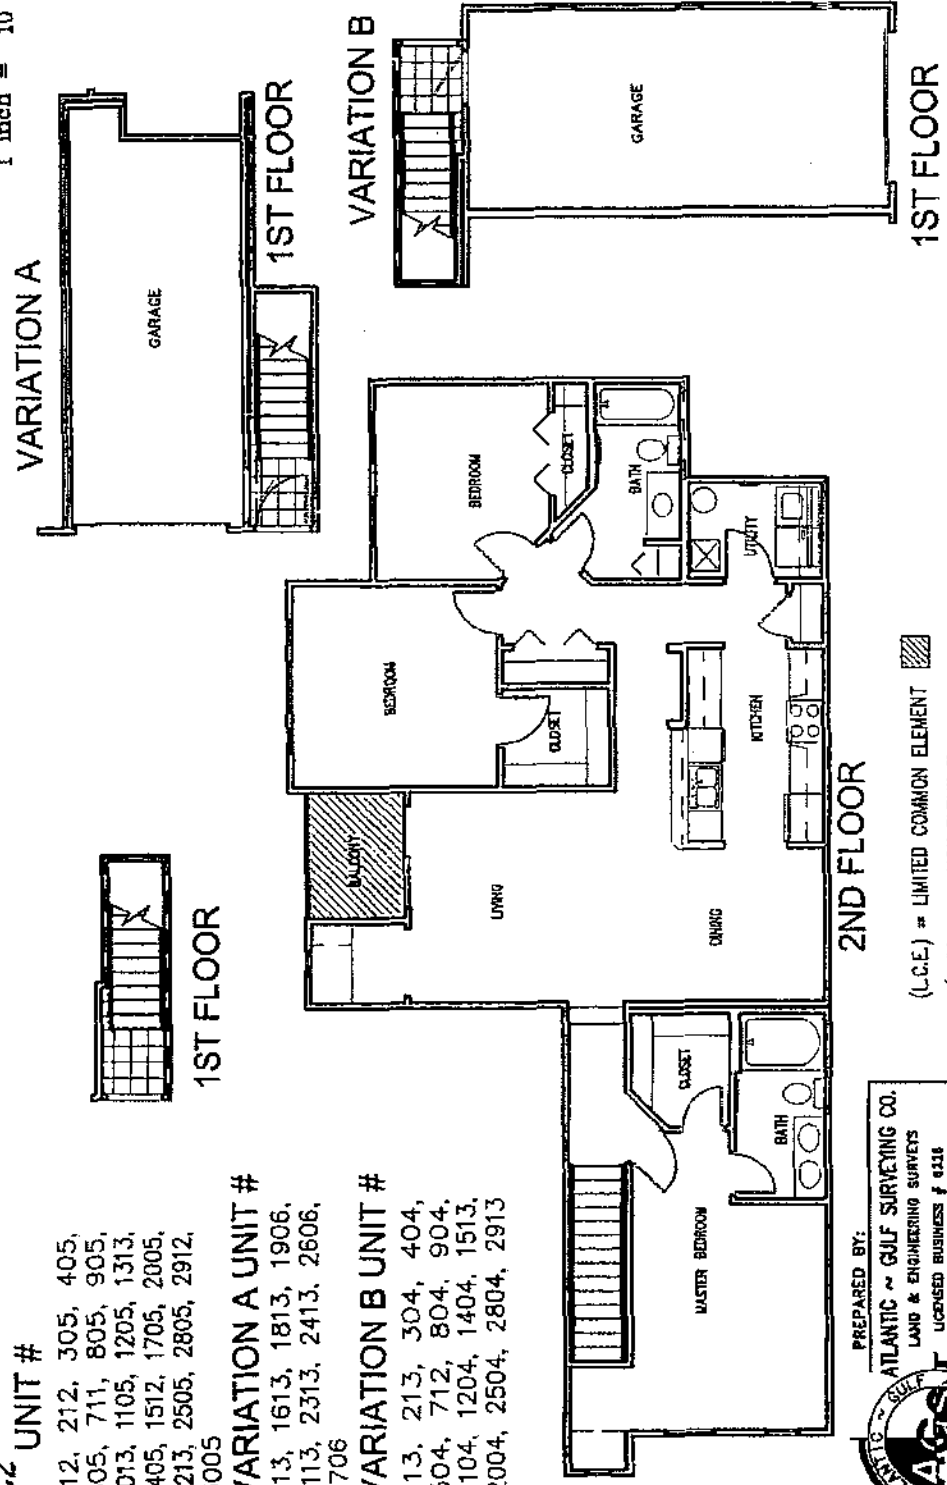 UNIT #
12, 212, 305, 405,
05, 711, 805, 905,
013, 1105, 1205, 1313,
405, 1512, 1705, 2005,
213, 2505, 2805, 2912,
005
VARIATION A UNIT #
13, 1613, 1813, 1906,
113, 2313, 2413, 2606,
706
VARIATION B UNIT #
13, 213, 304, 404,
604, 712, 804, 904,
104, 1204, 1404, 1513,
2004, 2504, 2804, 2913
1ST FLOOR
VARIATION A
1 inch = 10
GARAGE
1ST FLOOR
VARIATION B
GARAGE
1ST FLOOR
BALCONY
BEDROOM
BEDROOM
LIVING
CLOSET
CLOSET
BATH
DINING
KITCHEN
UTILITY
MASTER BEDROOM
CLOSET
BATH
2ND FLOOR
(L.C.E.) = LIMITED COMMON ELEMENT
PREPARED BY:
ATLANTIC ~ GULF SURVEYING CO.
LAND & ENGINEERING SURVEYS
LICENSED BUSINESS #
NTIC ~ GULF
AGS